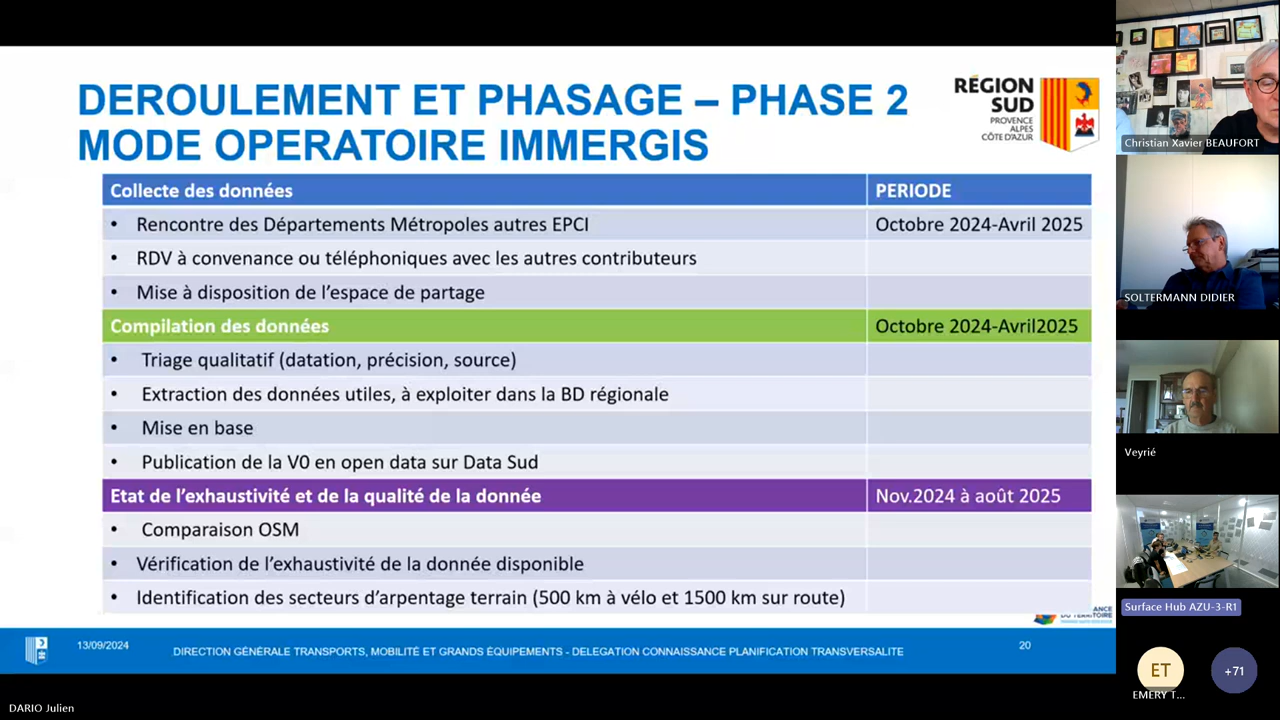 DEROULEMENT ET PHASAGE – PHASE 2
MODE OPERATOIRE IMMERGIS
RÉGION
SUD
PROVENCE
ALPES
CÔTE D'AZUR
Collecte des données PERIODE
• Rencontre des Départements Métropoles autres EPCI Octobre 2024-Avril 2025
• RDV à convenance ou téléphoniques avec les autres contributeurs
• Mise à disposition de l'espace de partage
Compilation des données Octobre 2024-Avril2025
• Triage qualitatif (datation, précision, source)
• Extraction des données utiles, à exploiter dans la BD régionale
• Mise en base
• Publication de la V0 en open data sur Data Sud
Etat de l'exhaustivité et de la qualité de la donnée Nov.2024 à août 2025
• Comparaison OSM
• Vérification de l'exhaustivité de la donnée disponible
• Identification des secteurs d'arpentage terrain (500 km à vélo et 1500 km sur route)
13/09/2024
DIRECTION GÉNÉRALE TRANSPORTS, MOBILITÉ ET GRANDS ÉQUIPEMENTS - DELEGATION CONNAISSANCE PLANIFICATION TRANSVERSALITE
20
DARIO Julien
Christian Xavier BEAUFORT
SOLTERMANN DIDIER
Veyrié
Surface Hub AZU-3-R1
ET
EMERY T...
+71